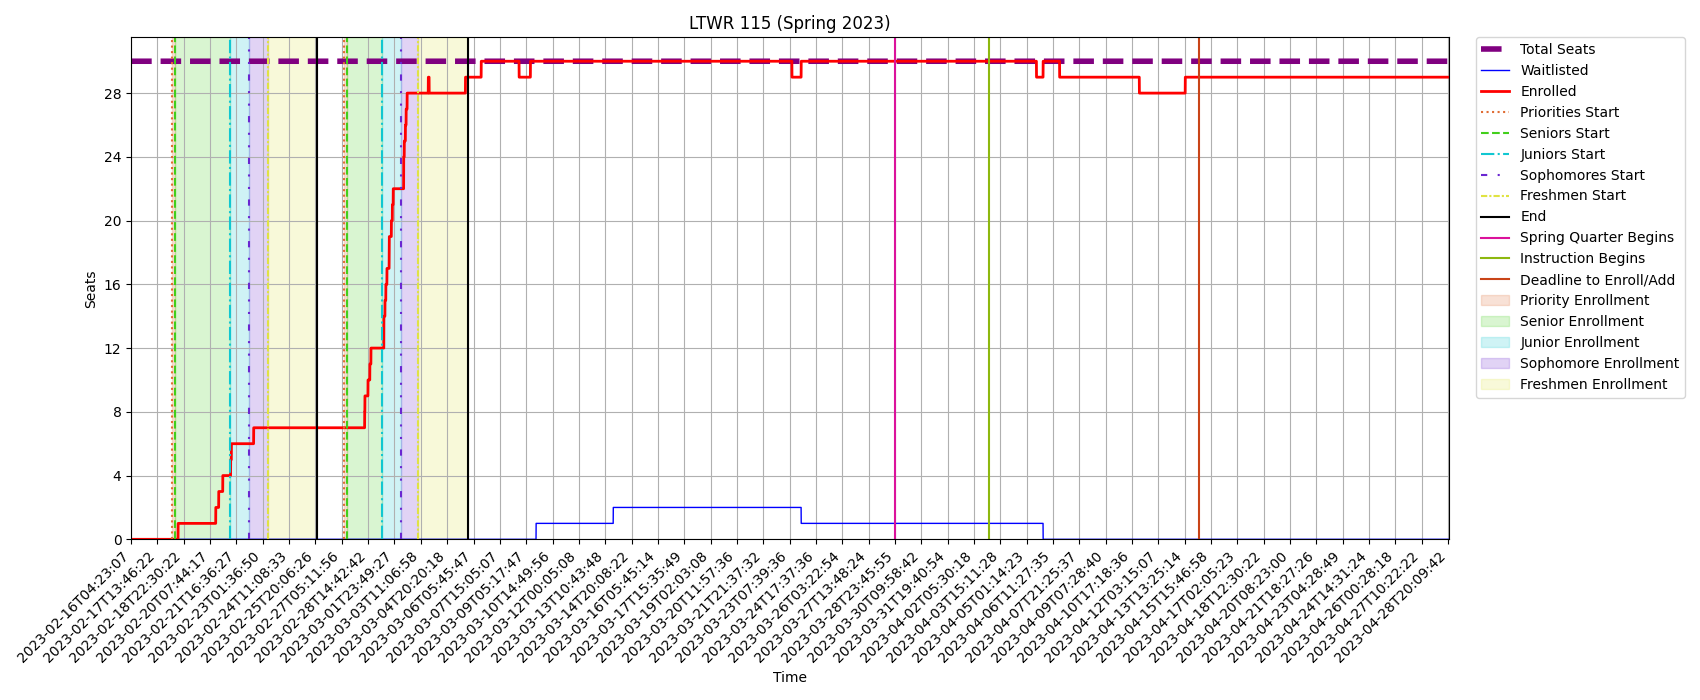 LTWR 115 (Spring 2023)
Seats
28
24
20
16
12
8
4
0
2023-02-16T04:23:07
2023-02-17T13:46:22
2023-02-18T22:30:22
2023-02-20T07:44:17
2023-02-21T16:36:27
2023-02-23T01:36:50
2023-02-24T11:08:33
2023-02-25T20:06:26
2023-02-27T05:11:56
2023-02-28T14:42:42
2023-03-01T23:49:27
2023-03-03T11:06:58
2023-03-04T20:20:18
2023-03-06T05:45:47
2023-03-07T15:05:07
2023-03-09T05:17:47
2023-03-10T14:49:56
2023-03-12T00:05:08
2023-03-13T10:43:48
2023-03-14T20:08:22
2023-03-16T05:45:14
2023-03-17T15:35:49
2023-03-19T02:03:08
2023-03-20T11:57:36
2023-03-21T21:37:32
2023-03-23T07:39:36
2023-03-24T17:37:36
2023-03-26T03:22:54
2023-03-27T13:48:24
2023-03-28T23:45:55
2023-03-30T09:58:42
2023-03-31T19:40:54
2023-04-02T05:30:18
2023-04-03T15:11:28
2023-04-05T01:14:23
2023-04-06T11:27:35
2023-04-07T21:25:37
2023-04-09T07:28:40
2023-04-10T17:18:36
2023-04-12T03:15:07
2023-04-13T13:25:14
2023-04-15T15:46:58
2023-04-17T02:05:23
2023-04-18T12:30:22
2023-04-20T08:23:00
2023-04-21T18:27:26
2023-04-23T04:28:49
2023-04-24T14:31:24
2023-04-26T00:28:18
2023-04-27T10:22:22
2023-04-28T20:09:42
Time
Total Seats
Waitlisted
Enrolled
Priorities Start
Seniors Start
Juniors Start
Sophomores Start
Freshmen Start
End
Spring Quarter Begins
Instruction Begins
Deadline to Enroll/Add
Priority Enrollment
Senior Enrollment
Junior Enrollment
Sophomore Enrollment
Freshmen Enrollment